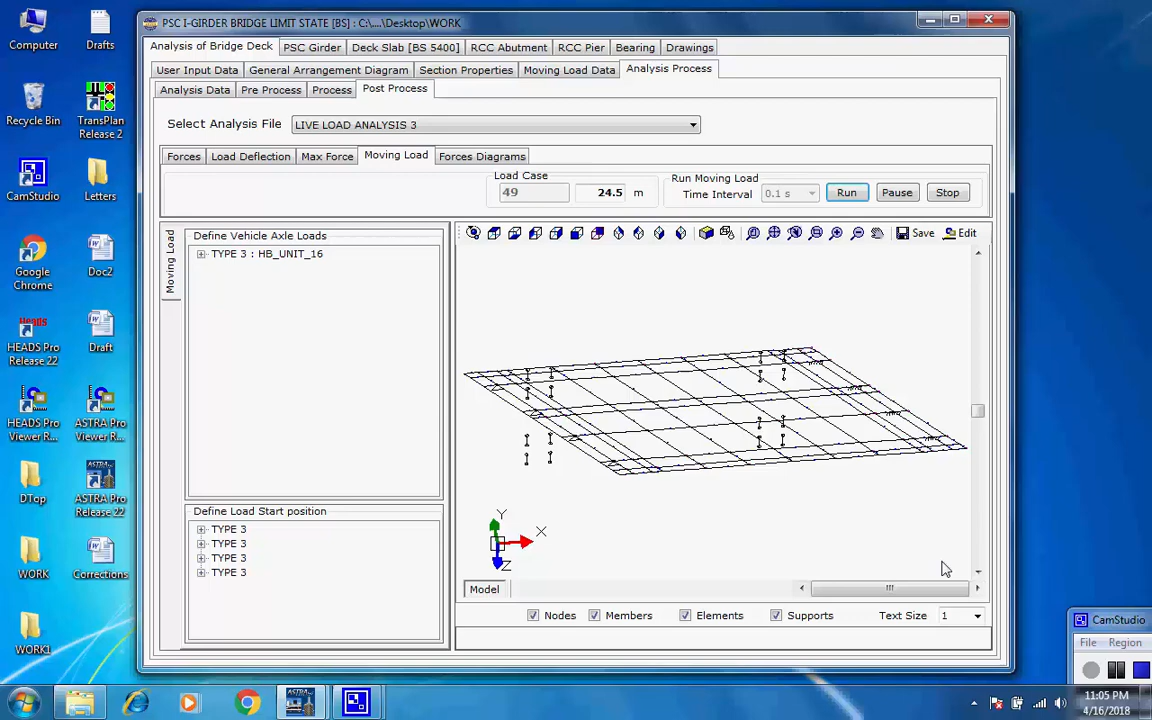 PSC I-GIRDER BRIDGE LIMIT STATE [BS] : C:\...\Desktop\WORK
Analysis of Bridge Deck PSC Girder Deck Slab [BS 5400] RCC Abutment RCC Pier Bearing Drawings
User Input Data General Arrangement Diagram Section Properties Moving Load Data Analysis Process
Analysis Data Pre Process Process Post Process
Select Analysis File LIVE LOAD ANALYSIS 3
Forces Load Deflection Max Force Moving Load Forces Diagrams
Load Case
49 24.5 m
Run Moving Load
Time Interval 0.1 s Run Pause Stop
Moving Load
Define Vehicle Axle Loads
TYPE 3 : HB_UNIT_16
Save Edit
Define Load Start position
TYPE 3
TYPE 3
TYPE 3
TYPE 3
Y
X
Z
Model
Nodes Members Elements Supports Text Size 1
Computer
Drafts
Recycle Bin
TransPlan Release 2
CamStudio
Letters
Google Chrome
Doc2
HEADS Pro Release 22
Draft
HEADS Pro Viewer R...
ASTRA Pro Viewer R...
DTop
ASTRA Pro Release 22
WORK
Corrections
WORK1
CamStudio
File Region
11:05 PM
4/16/2018